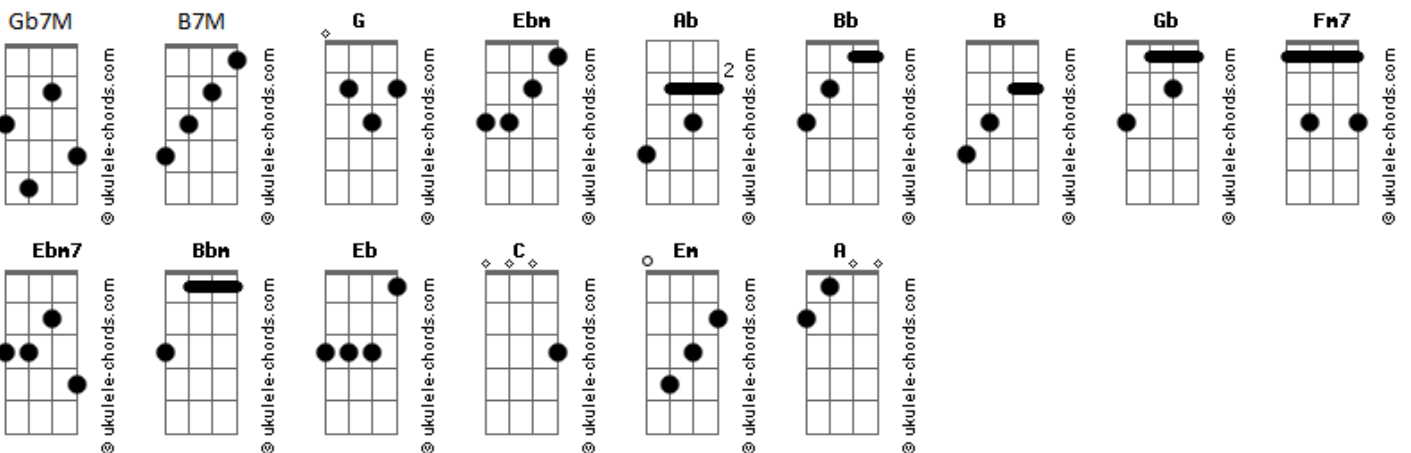 Gb7M B7M G Ebm Ab Bb B Gb Fm7
2
© ukulele-chords.com © ukulele-chords.com © ukulele-chords.com © ukulele-chords.com © ukulele-chords.com © ukulele-chords.com © ukulele-chords.com © ukulele-chords.com © ukulele-chords.com
Ebm7 Bbm Eb C Em A
© ukulele-chords.com © ukulele-chords.com © ukulele-chords.com © ukulele-chords.com © ukulele-chords.com © ukulele-chords.com